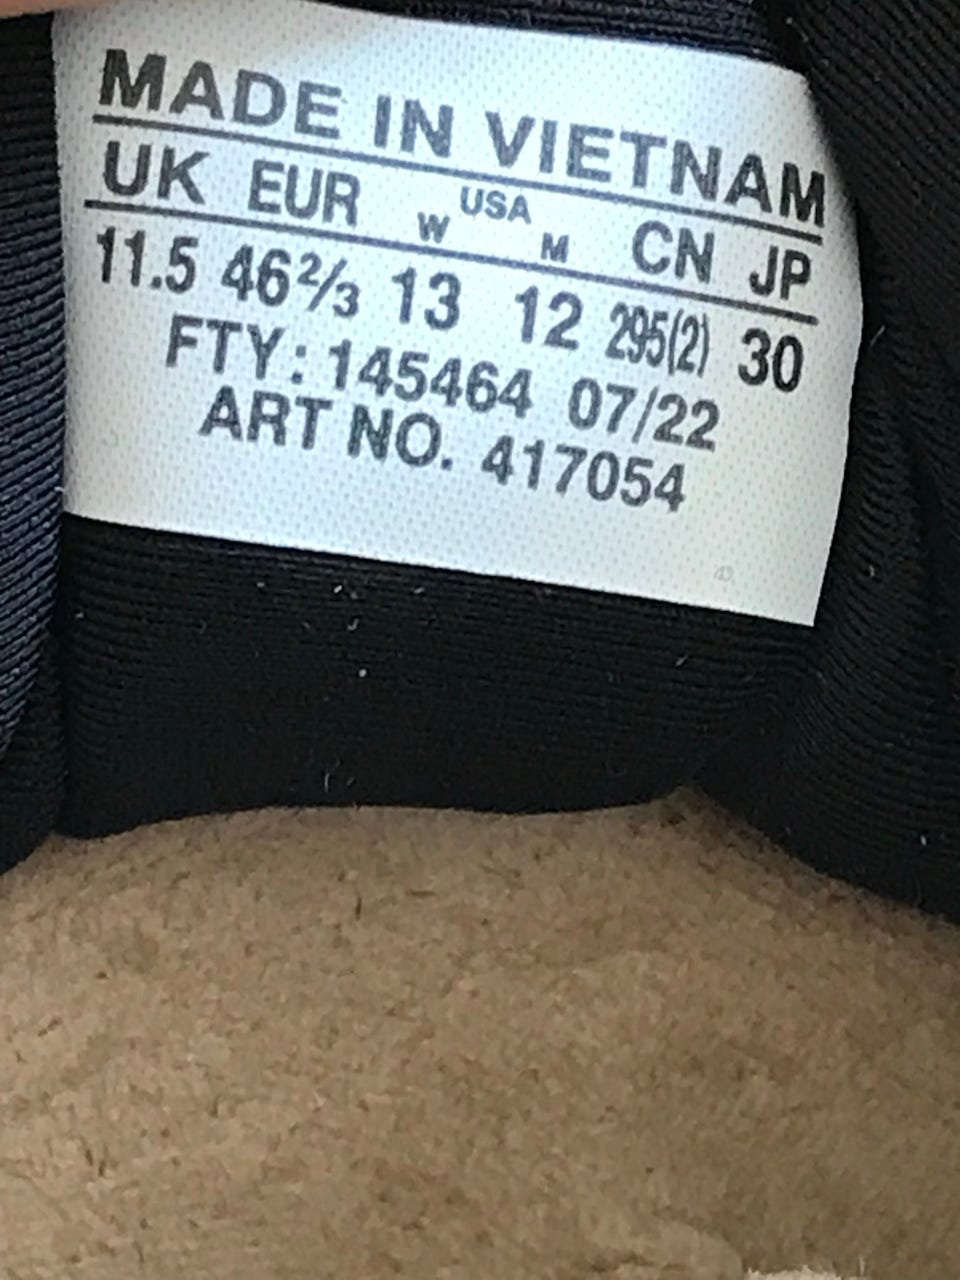 MADE IN VIETNAM
UK EUR W USA M CN JP
11.5 46⅔ 13 12 295(2) 30
FTY: 145464 07/22
ART NO. 417054